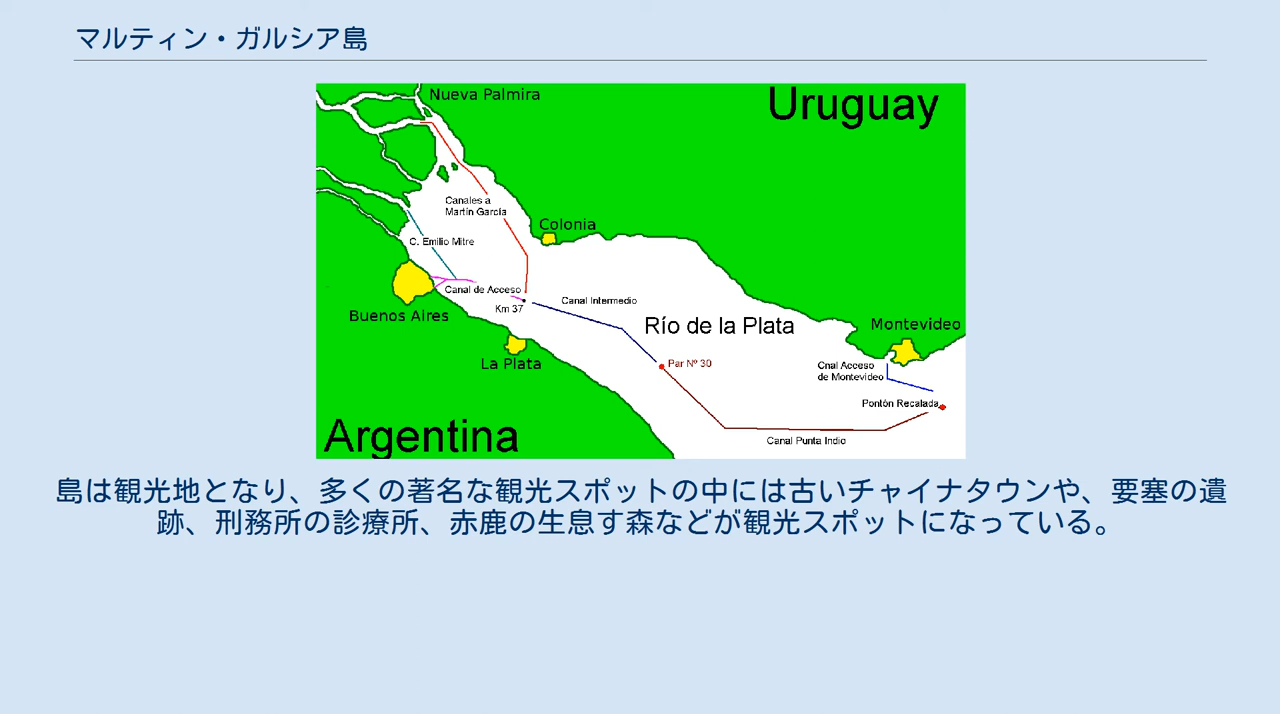 マルティン・ガルシア島
Nueva Palmira
Uruguay
Canales a
Martín García
Colonia
C. Emilio Mitre
Canal de Acceso
Km 37
Canal Intermedio
Buenos Aires
Río de la Plata
Montevideo
La Plata
Par Nº 30
Cnal Acceso
de Montevideo
Pontón Recalada
Argentina
Canal Punta Indio
島は観光地となり、多くの著名な観光スポットの中には古いチャイナタウンや、要塞の遺
跡、刑務所の診療所、赤鹿の生息す森などが観光スポットになっている。